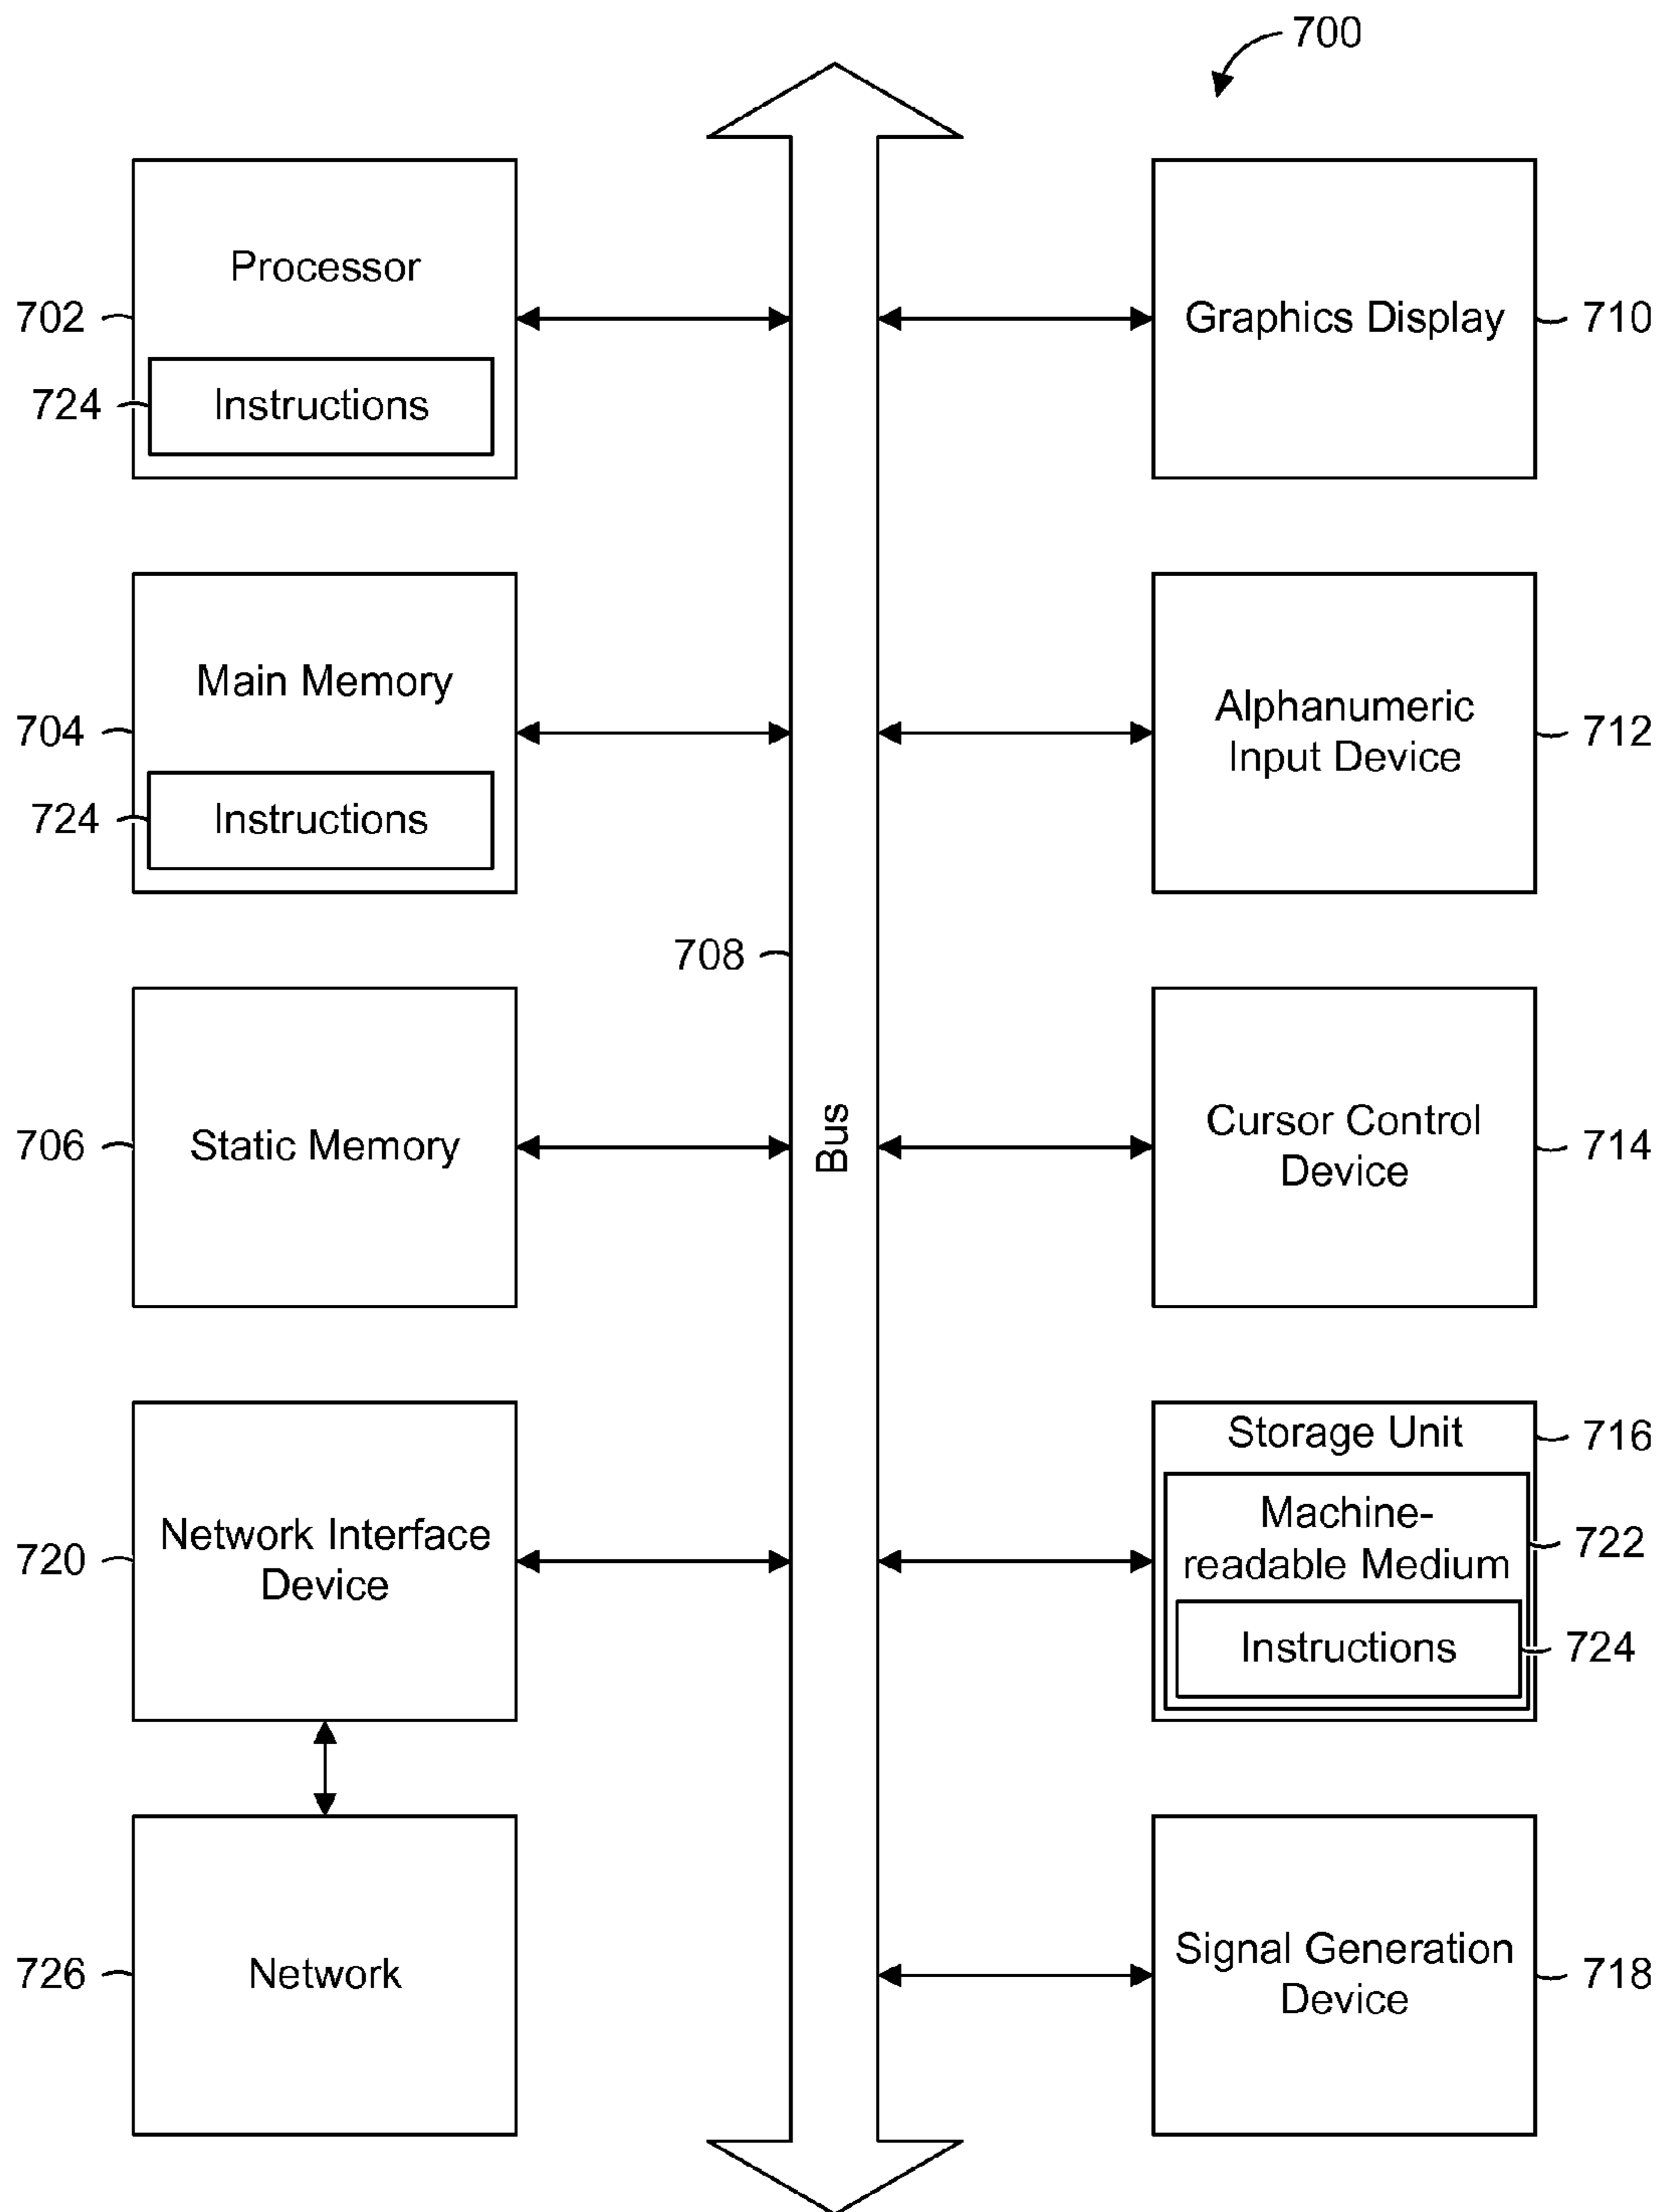 700
Processor
702
724
Instructions
Graphics Display
710
Main Memory
704
724
Instructions
Alphanumeric
Input Device
712
708
Bus
706
Static Memory
Cursor Control
Device
714
720
Network Interface
Device
Storage Unit
716
Machine-
readable Medium
722
Instructions
724
726
Network
Signal Generation
Device
718